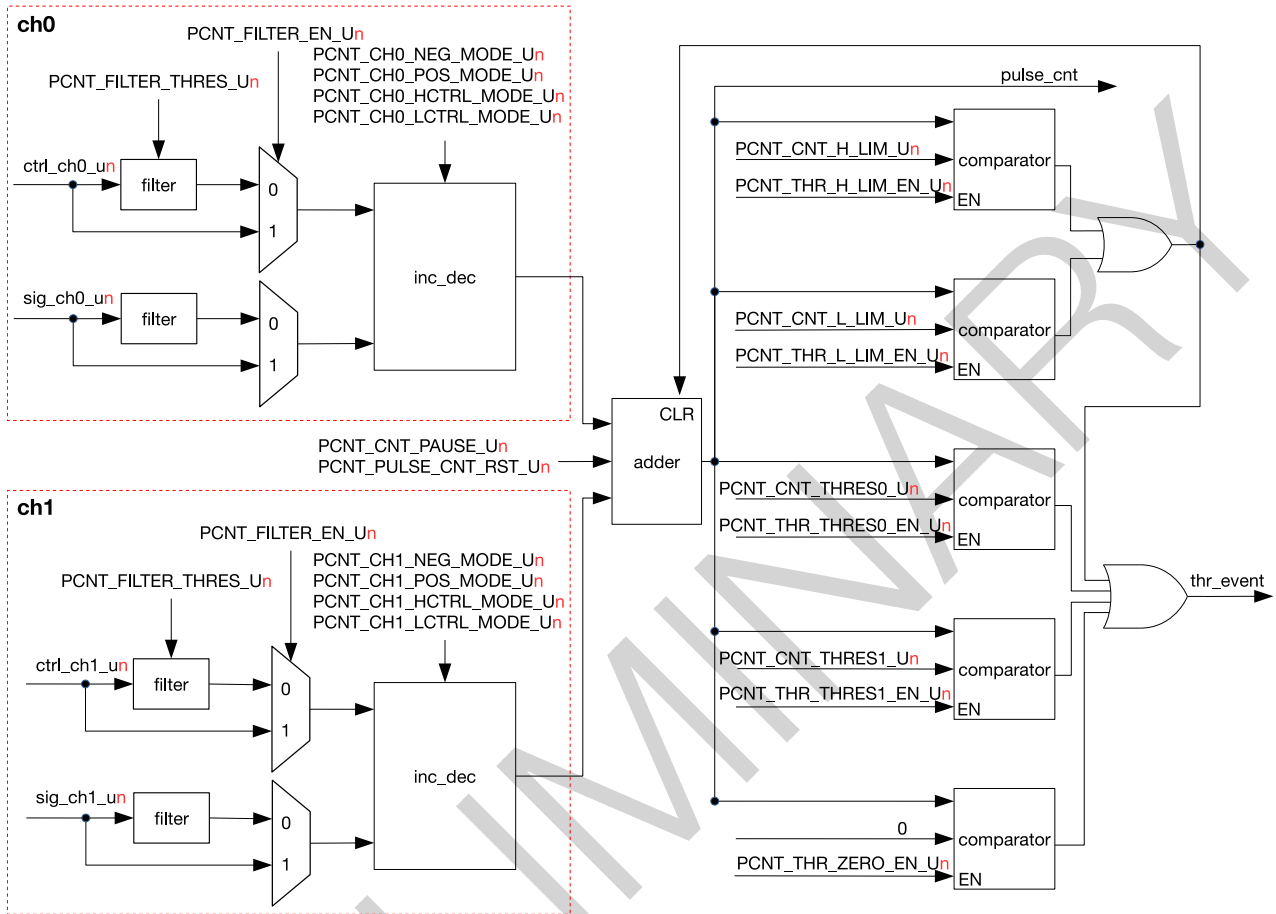 ch0
PCNT_FILTER_EN_Un
PCNT_CH0_NEG_MODE_Un
PCNT_CH0_POS_MODE_Un
PCNT_CH0_HCTRL_MODE_Un
PCNT_CH0_LCTRL_MODE_Un
PCNT_FILTER_THRES_Un
ctrl_ch0_un
filter
0
1
inc_dec
sig_ch0_un
filter
0
1
ch1
PCNT_FILTER_EN_Un
PCNT_CH1_NEG_MODE_Un
PCNT_CH1_POS_MODE_Un
PCNT_CH1_HCTRL_MODE_Un
PCNT_CH1_LCTRL_MODE_Un
PCNT_FILTER_THRES_Un
ctrl_ch1_un
filter
0
1
inc_dec
sig_ch1_un
filter
0
1
PCNT_CNT_PAUSE_Un
PCNT_PULSE_CNT_RST_Un
CLR
adder
pulse_cnt
PCNT_CNT_H_LIM_Un
comparator
PCNT_THR_H_LIM_EN_Un
EN
PCNT_CNT_L_LIM_Un
comparator
PCNT_THR_L_LIM_EN_Un
EN
PCNT_CNT_THRES0_Un
comparator
PCNT_THR_THRES0_EN_Un
EN
PCNT_CNT_THRES1_Un
comparator
PCNT_THR_THRES1_EN_Un
EN
0
comparator
PCNT_THR_ZERO_EN_Un
EN
thr_event
LIMINARY